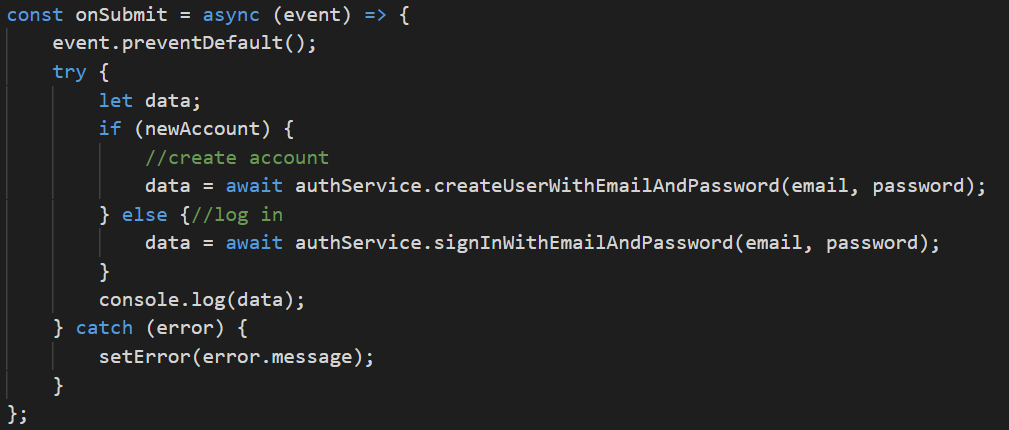 const onSubmit = async (event) => {
    event.preventDefault();
    try {
        let data;
        if (newAccount) {
            //create account
            data = await authService.createUserWithEmailAndPassword(email, password);
        } else {//log in
            data = await authService.signInWithEmailAndPassword(email, password);
        }
        console.log(data);
    } catch (error) {
        setError(error.message);
    }
};